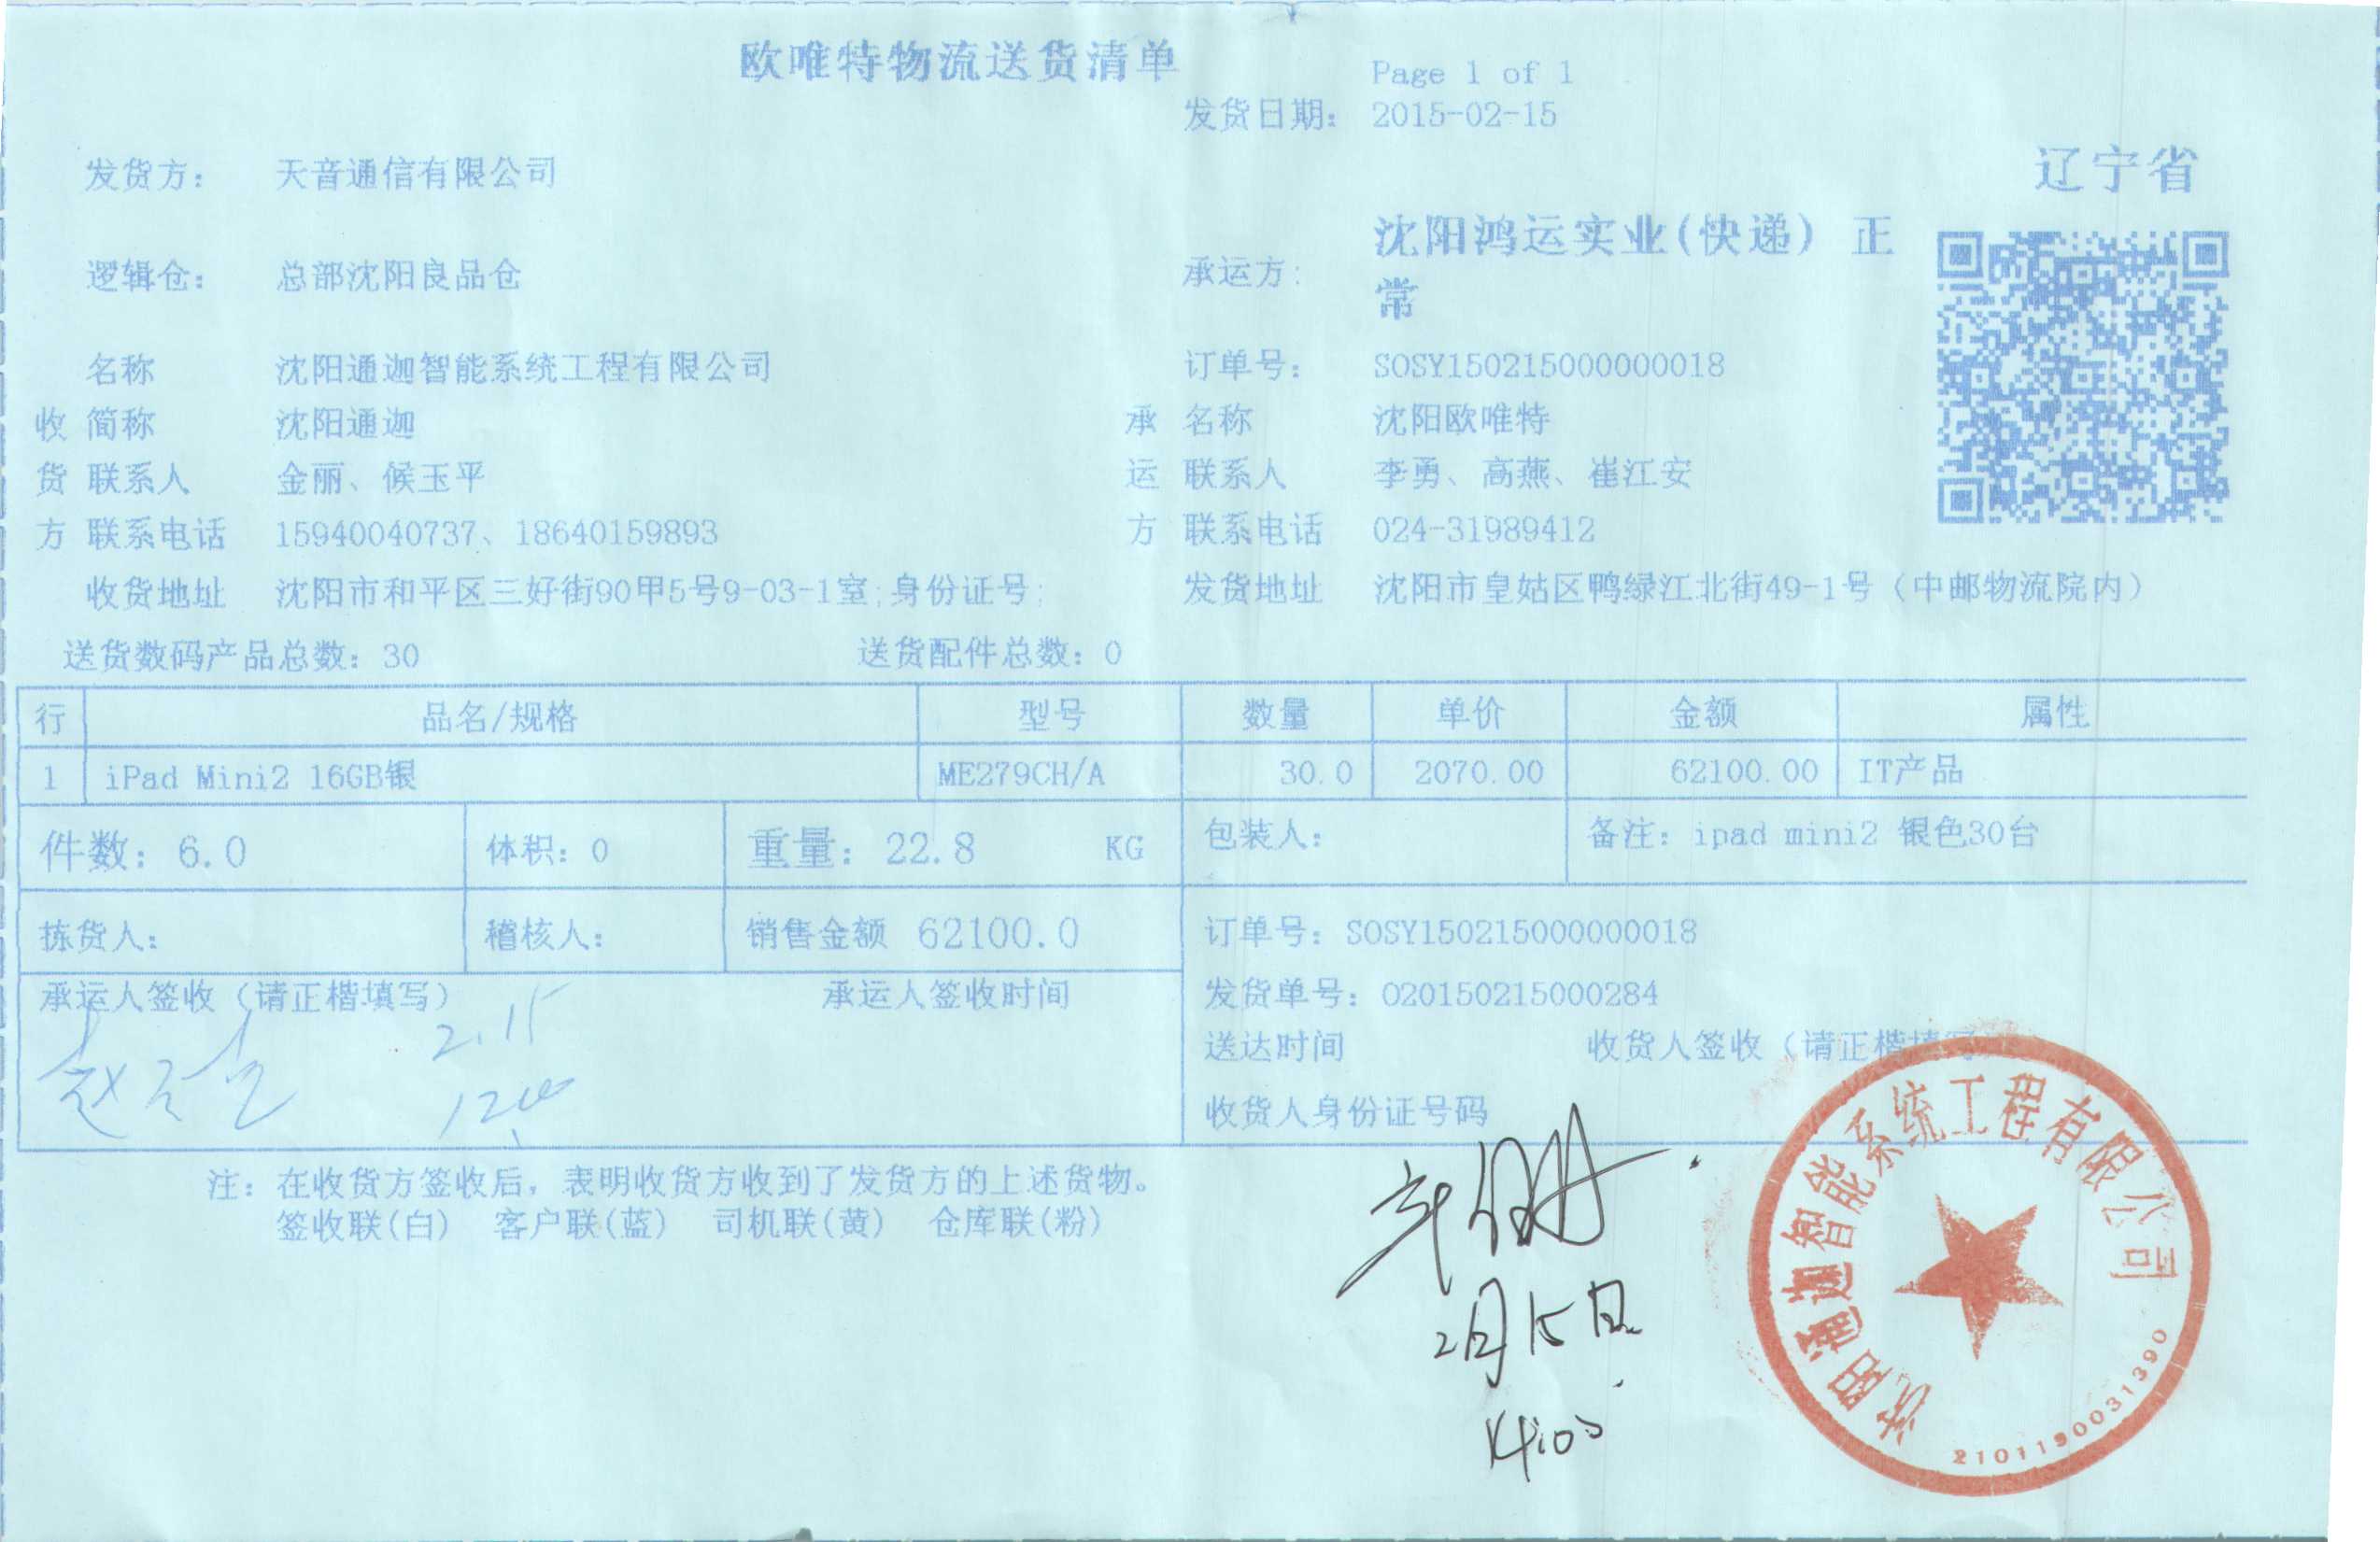 欧唯特物流送货清单
Page 1 of 1
发货日期: 2015-02-15
辽宁省
发货方: 天音通信有限公司
承运方: 沈阳鸿运实业(快递) 正常
逻辑仓: 总部沈阳良品仓
收货方
名称 沈阳通迦智能系统工程有限公司
简称 沈阳通迦
联系人 金丽、候玉平
联系电话 15940040737、18640159893
收货地址 沈阳市和平区三好街90甲5号9-03-1室;身份证号;
订单号: SOSY150215000000018
承运方
名称 沈阳欧唯特
联系人 李勇、高燕、崔江安
联系电话 024-31989412
发货地址 沈阳市皇姑区鸭绿江北街49-1号（中邮物流院内）
送货数码产品总数: 30 送货配件总数: 0
行 品名/规格 型号 数量 单价 金额 属性
1 iPad Mini2 16GB银 ME279CH/A 30.0 2070.00 62100.00 IT产品
件数: 6.0 体积: 0 重量: 22.8 KG 包装人: 备注: ipad mini2 银色30台
拣货人: 稽核人: 销售金额 62100.0 订单号: SOSY150215000000018
承运人签收（请正楷填写） 承运人签收时间
2.15
发货单号: O20150215000284
送达时间 收货人签收（请正楷填写
收货人身份证号码
注: 在收货方签收后, 表明收货方收到了发货方的上述货物。
签收联(白) 客户联(蓝) 司机联(黄) 仓库联(粉)
2月15日
沈阳通迦智能系统工程有限公司
2101190031390